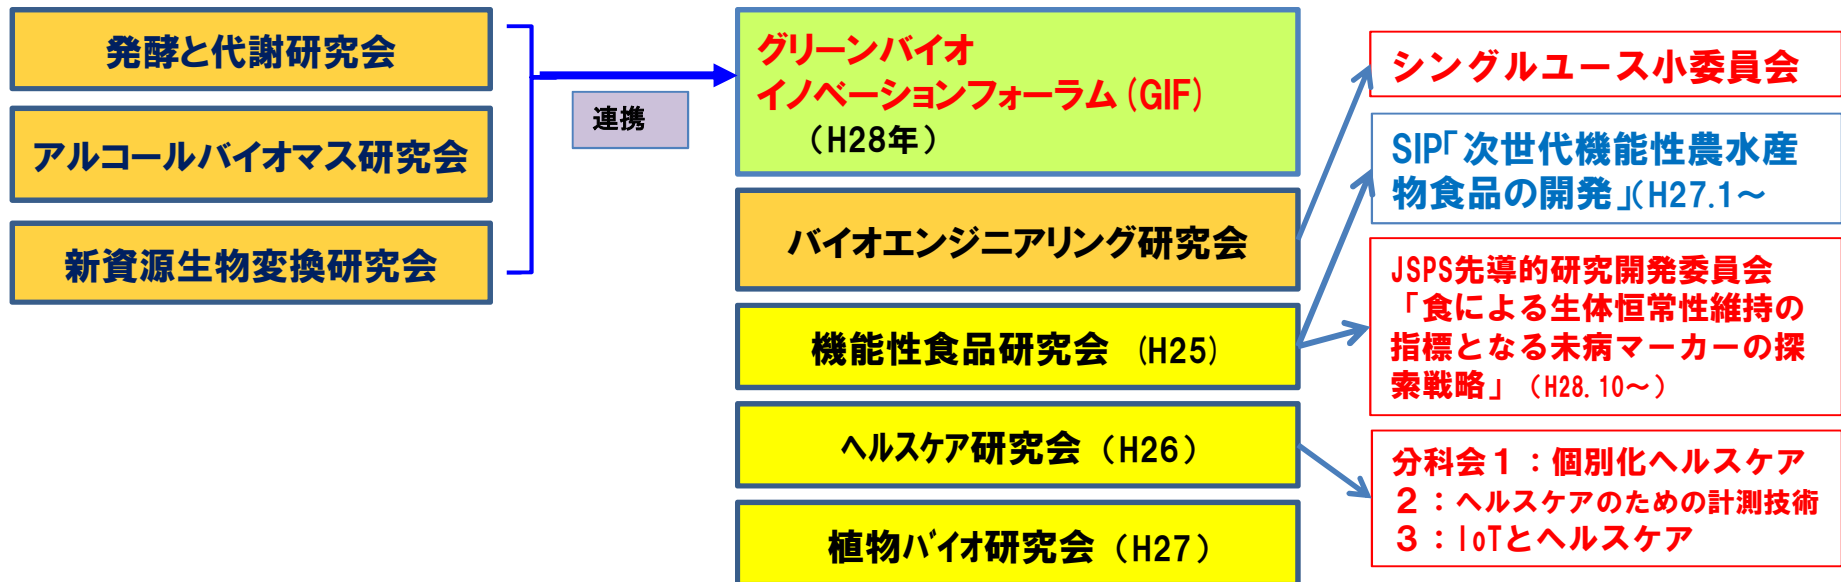 発酵と代謝研究会
アルコールバイオマス研究会
新資源生物変換研究会
連携
グリーンバイオ
イノベーションフォーラム(GIF)
(H28年)
バイオエンジニアリング研究会
機能性食品研究会 (H25)
ヘルスケア研究会(H26)
植物バイオ研究会(H27)
シングルユース小委員会
SIP「次世代機能性農水産
物食品の開発」(H27.1～
JSPS先導的研究開発委員会
「食による生体恒常性維持の
指標となる未病マーカーの探
索戦略」(H28.10～)
分科会1:個別化ヘルスケア
2:ヘルスケアのための計測技術
3:IoTとヘルスケア